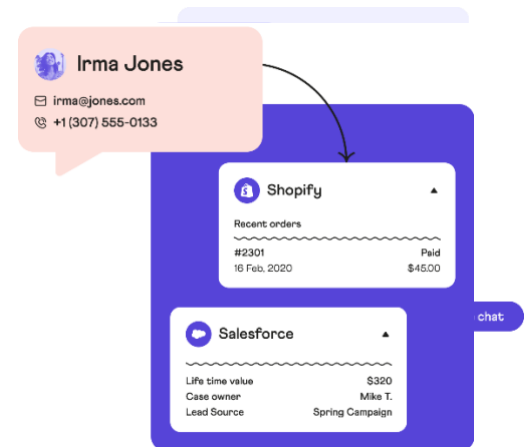 Irma Jones
irma@jones.com
+1 (307) 555-0133
Shopify
Recent orders
#2301 Paid
16 Feb, 2020 $45.00
chat
Salesforce
Life time value $320
Case owner Mike T.
Lead Source Spring Campaign